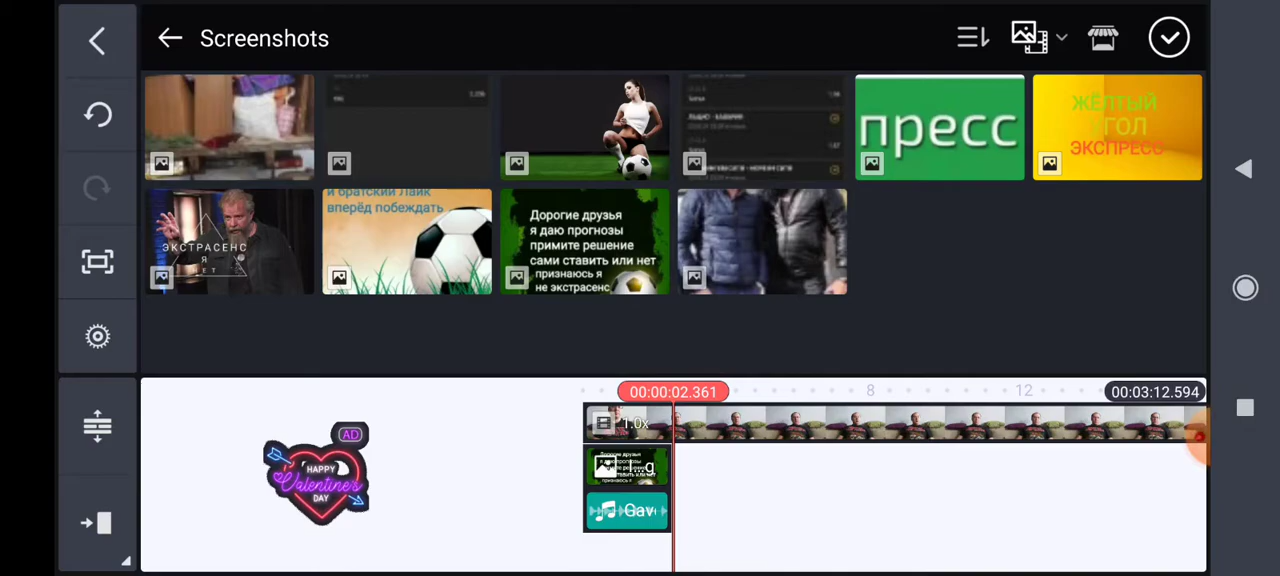 Screenshots
пресс
ЖЁЛТЫЙ
УГОЛ
ЭКСПРЕСС
ЭКСТРАСЕНС
Я
ЕТ
и братский Лайк
вперёд побеждать
Дорогие друзья
я даю прогнозы
примите решение
сами ставить или нет
признаюсь я
не экстрасенс
00:00:02.361
8
12
00:03:12.594
1.0x
AD
HAPPY
Valentine's
DAY
I...g
Gav